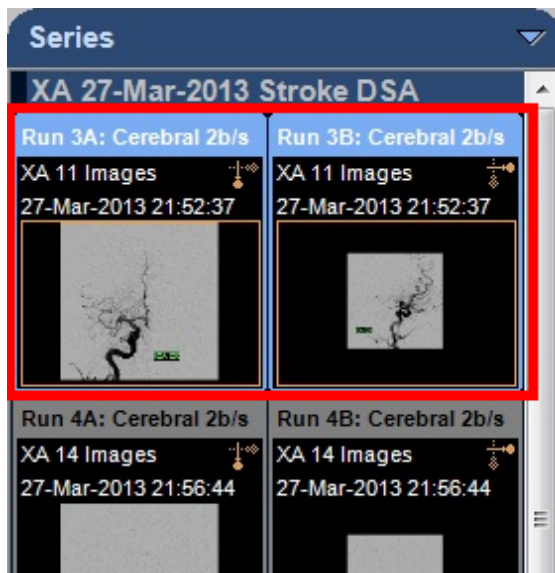 Series
XA 27-Mar-2013 Stroke DSA
Run 3A: Cerebral 2b/s
XA 11 Images
27-Mar-2013 21:52:37
Run 3B: Cerebral 2b/s
XA 11 Images
27-Mar-2013 21:52:37
Run 4A: Cerebral 2b/s
XA 14 Images
27-Mar-2013 21:56:44
Run 4B: Cerebral 2b/s
XA 14 Images
27-Mar-2013 21:56:44